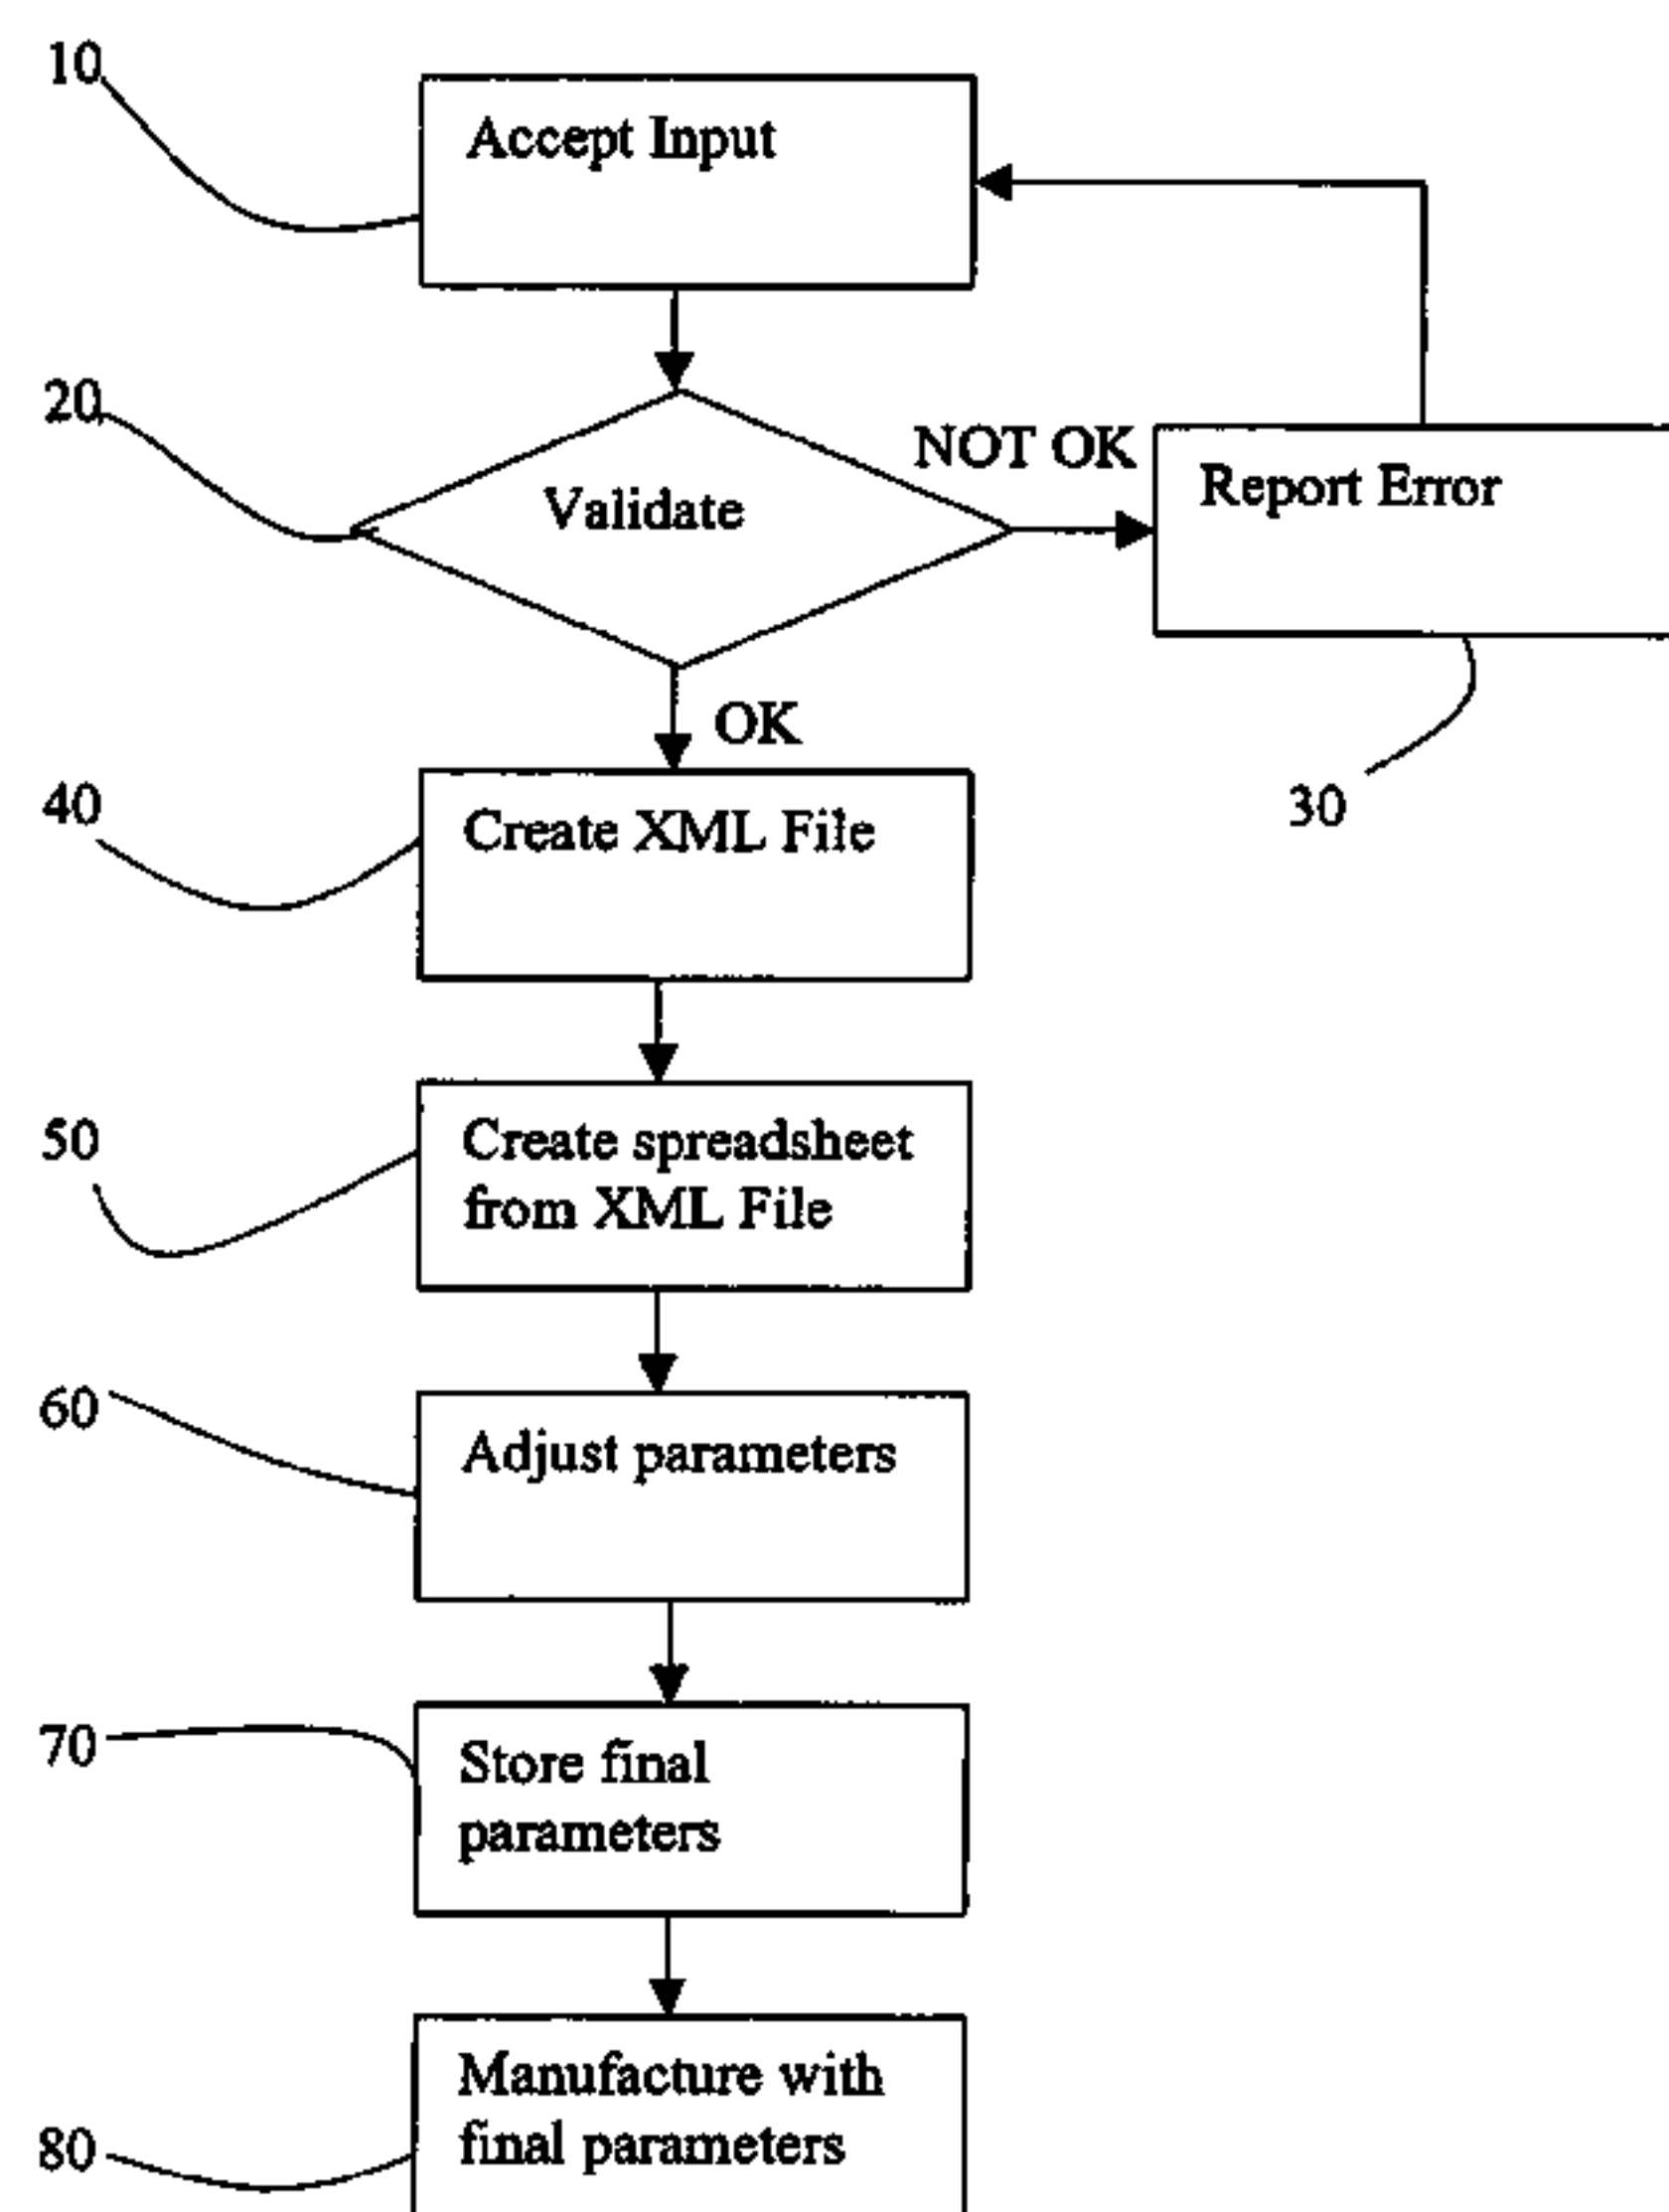 10
Accept Input
20
NOT OK
Validate
Report Error
OK
40
Create XML File
30
50
Create spreadsheet
from XML File
60
Adjust parameters
70
Store final
parameters
Manufacture with
80
final parameters